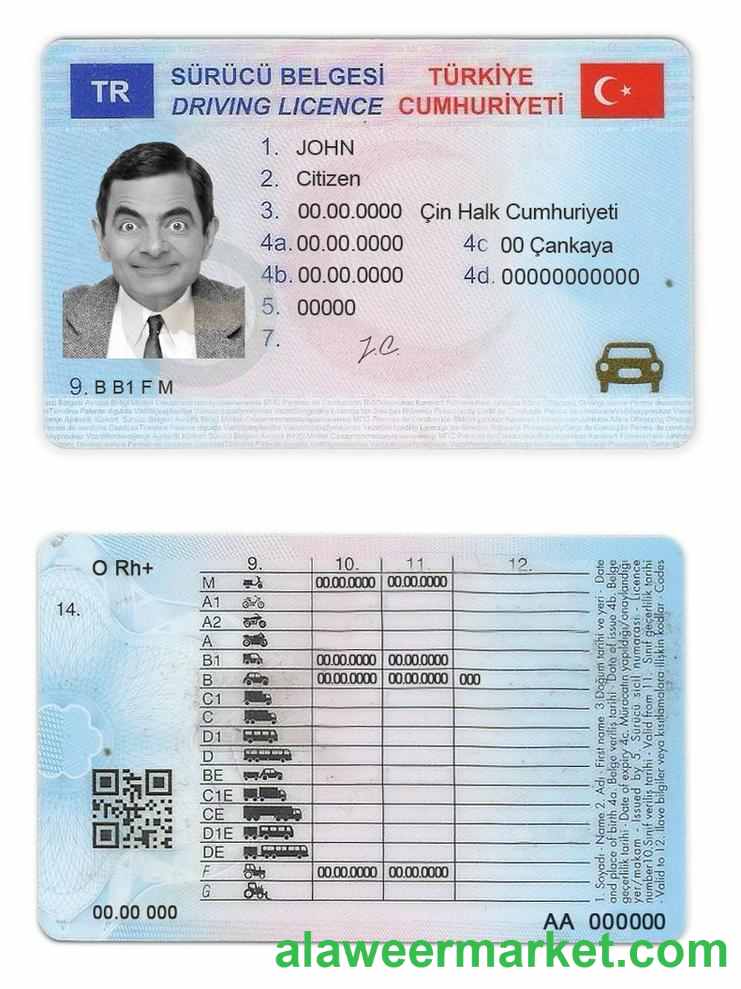 TR
SÜRÜCÜ BELGESİ TÜRKİYE
DRIVING LICENCE CUMHURİYETİ
1. JOHN
2. Citizen
3. 00.00.0000 Çin Halk Cumhuriyeti
4a. 00.00.0000 4c 00 Çankaya
4b. 00.00.0000 4d. 00000000000
5. 00000
7. J.C.
9. B B1 F M
O Rh+
14.
9. 10. 11. 12.
M 00.00.0000 00.00.0000
A1
A2
A
B1 00.00.0000 00.00.0000
B 00.00.0000 00.00.0000 000
C1
C
D1
D
BE
C1E
CE
D1E
DE
F 00.00.0000 00.00.0000
G
1. Soyadı - Name 2. Adı - First name 3.Doğum tarihi ve yeri - Date
and place of birth 4a. Belge veriliş tarihi - Date of issue 4b. Belge
geçerlilik tarihi - Date of expiry 4c. Müracatın yapıldığı/onaylandığı
yer/makam - Issued by 5. Sürücü sicil numarası - Licence
number10.Sınıf veriliş tarihi - Valid from 11. Sınıf geçerlilik tarihi
- Valid to 12. İlave bilgiler veya kısıtlamalara ilişkin kodlar - Codes
00.00 000
AA 000000
alaweermarket.com